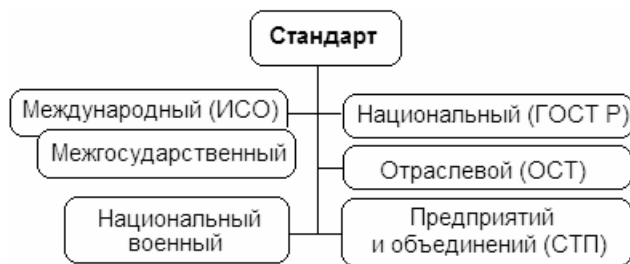 Стандарт
Международный (ИСО)
Национальный (ГОСТ Р)
Межгосударственный
Отраслевой (ОСТ)
Национальный
военный
Предприятий
и объединений (СТП)